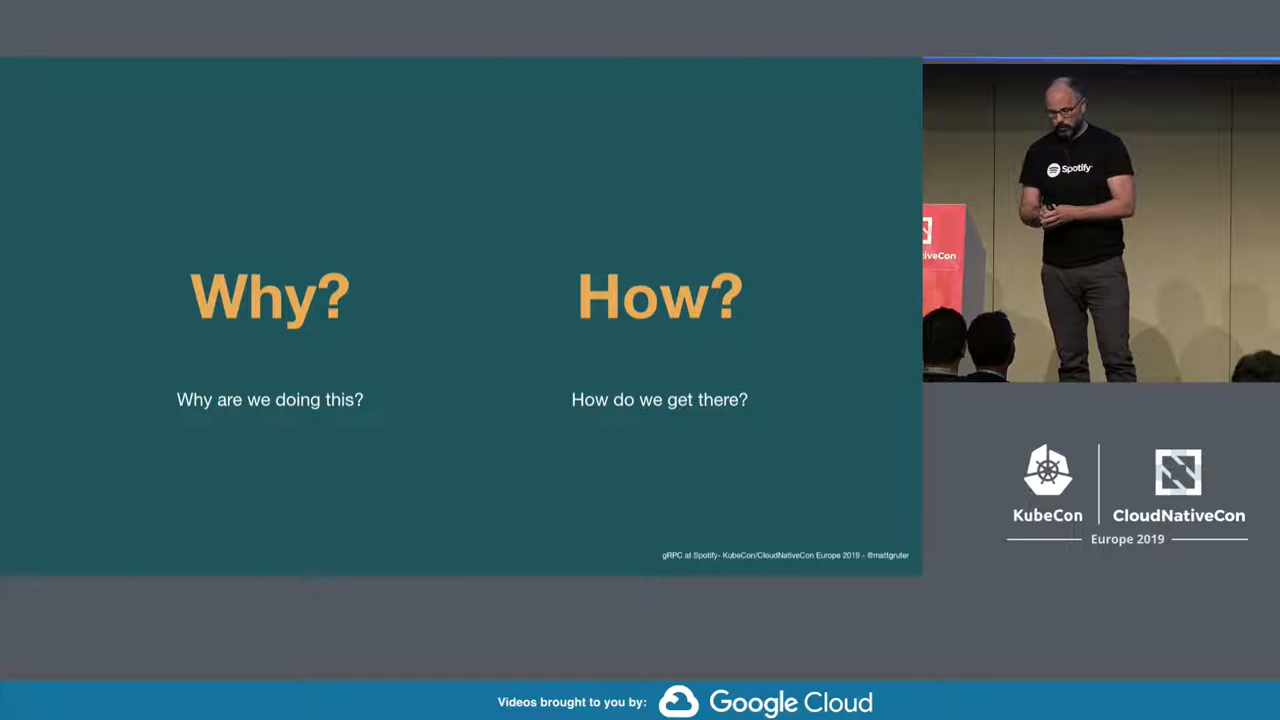 Why?
How?
Why are we doing this?
How do we get there?
gRPC at Spotify- KubeCon/CloudNativeCon Europe 2019 - @mattgruter
Spotify
iveCon
KubeCon
CloudNativeCon
Europe 2019
Videos brought to you by:
Google Cloud